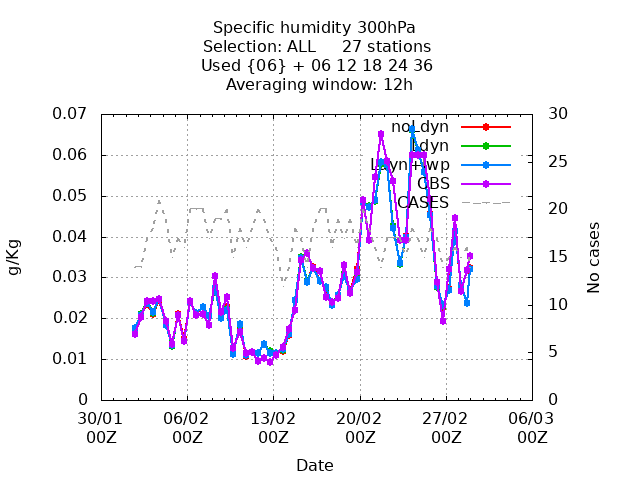 Specific humidity 300hPa
Selection: ALL 27 stations
Used {06} + 06 12 18 24 36
Averaging window: 12h
0.07
0.06
0.05
0.04
0.03
0.02
0.01
0
g/Kg
30
25
20
15
10
5
0
No cases
noLdyn
Ldyn
Ldyn+wp
OBS
CASES
30/01 06/02 13/02 20/02 27/02 06/03
00Z 00Z 00Z 00Z 00Z 00Z
Date